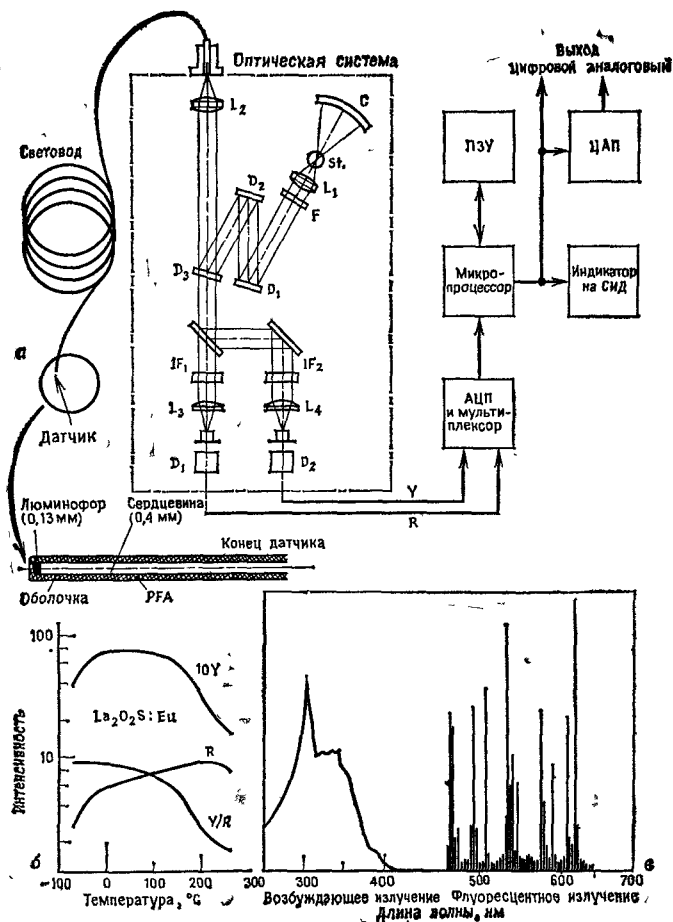 Оптическая система
Выход
Цифровой аналоговый
L₂
C
Световод
St.
L₁
D₂
F
D₃
D₁
ПЗУ
ЦАП
Микро-
процессор
Индикатор
на СИД
а
IF₁
IF₂
L₃
L₄
Датчик
D₁
D₂
АЦП
и мульти-
плексор
Y
R
Люминофор
(0,13 мм)
Сердцевина
(0,4 мм)
Конец датчика
Оболочка
PFA
100
10Y
La₂O₂S:Eu
Интенсивность
10
R
Y/R
б
-100
0
100
200
300
Температура, °C
в
400
500
600
700
Возбуждающее излучение
Флуоресцентное излучение
Длина волны, нм